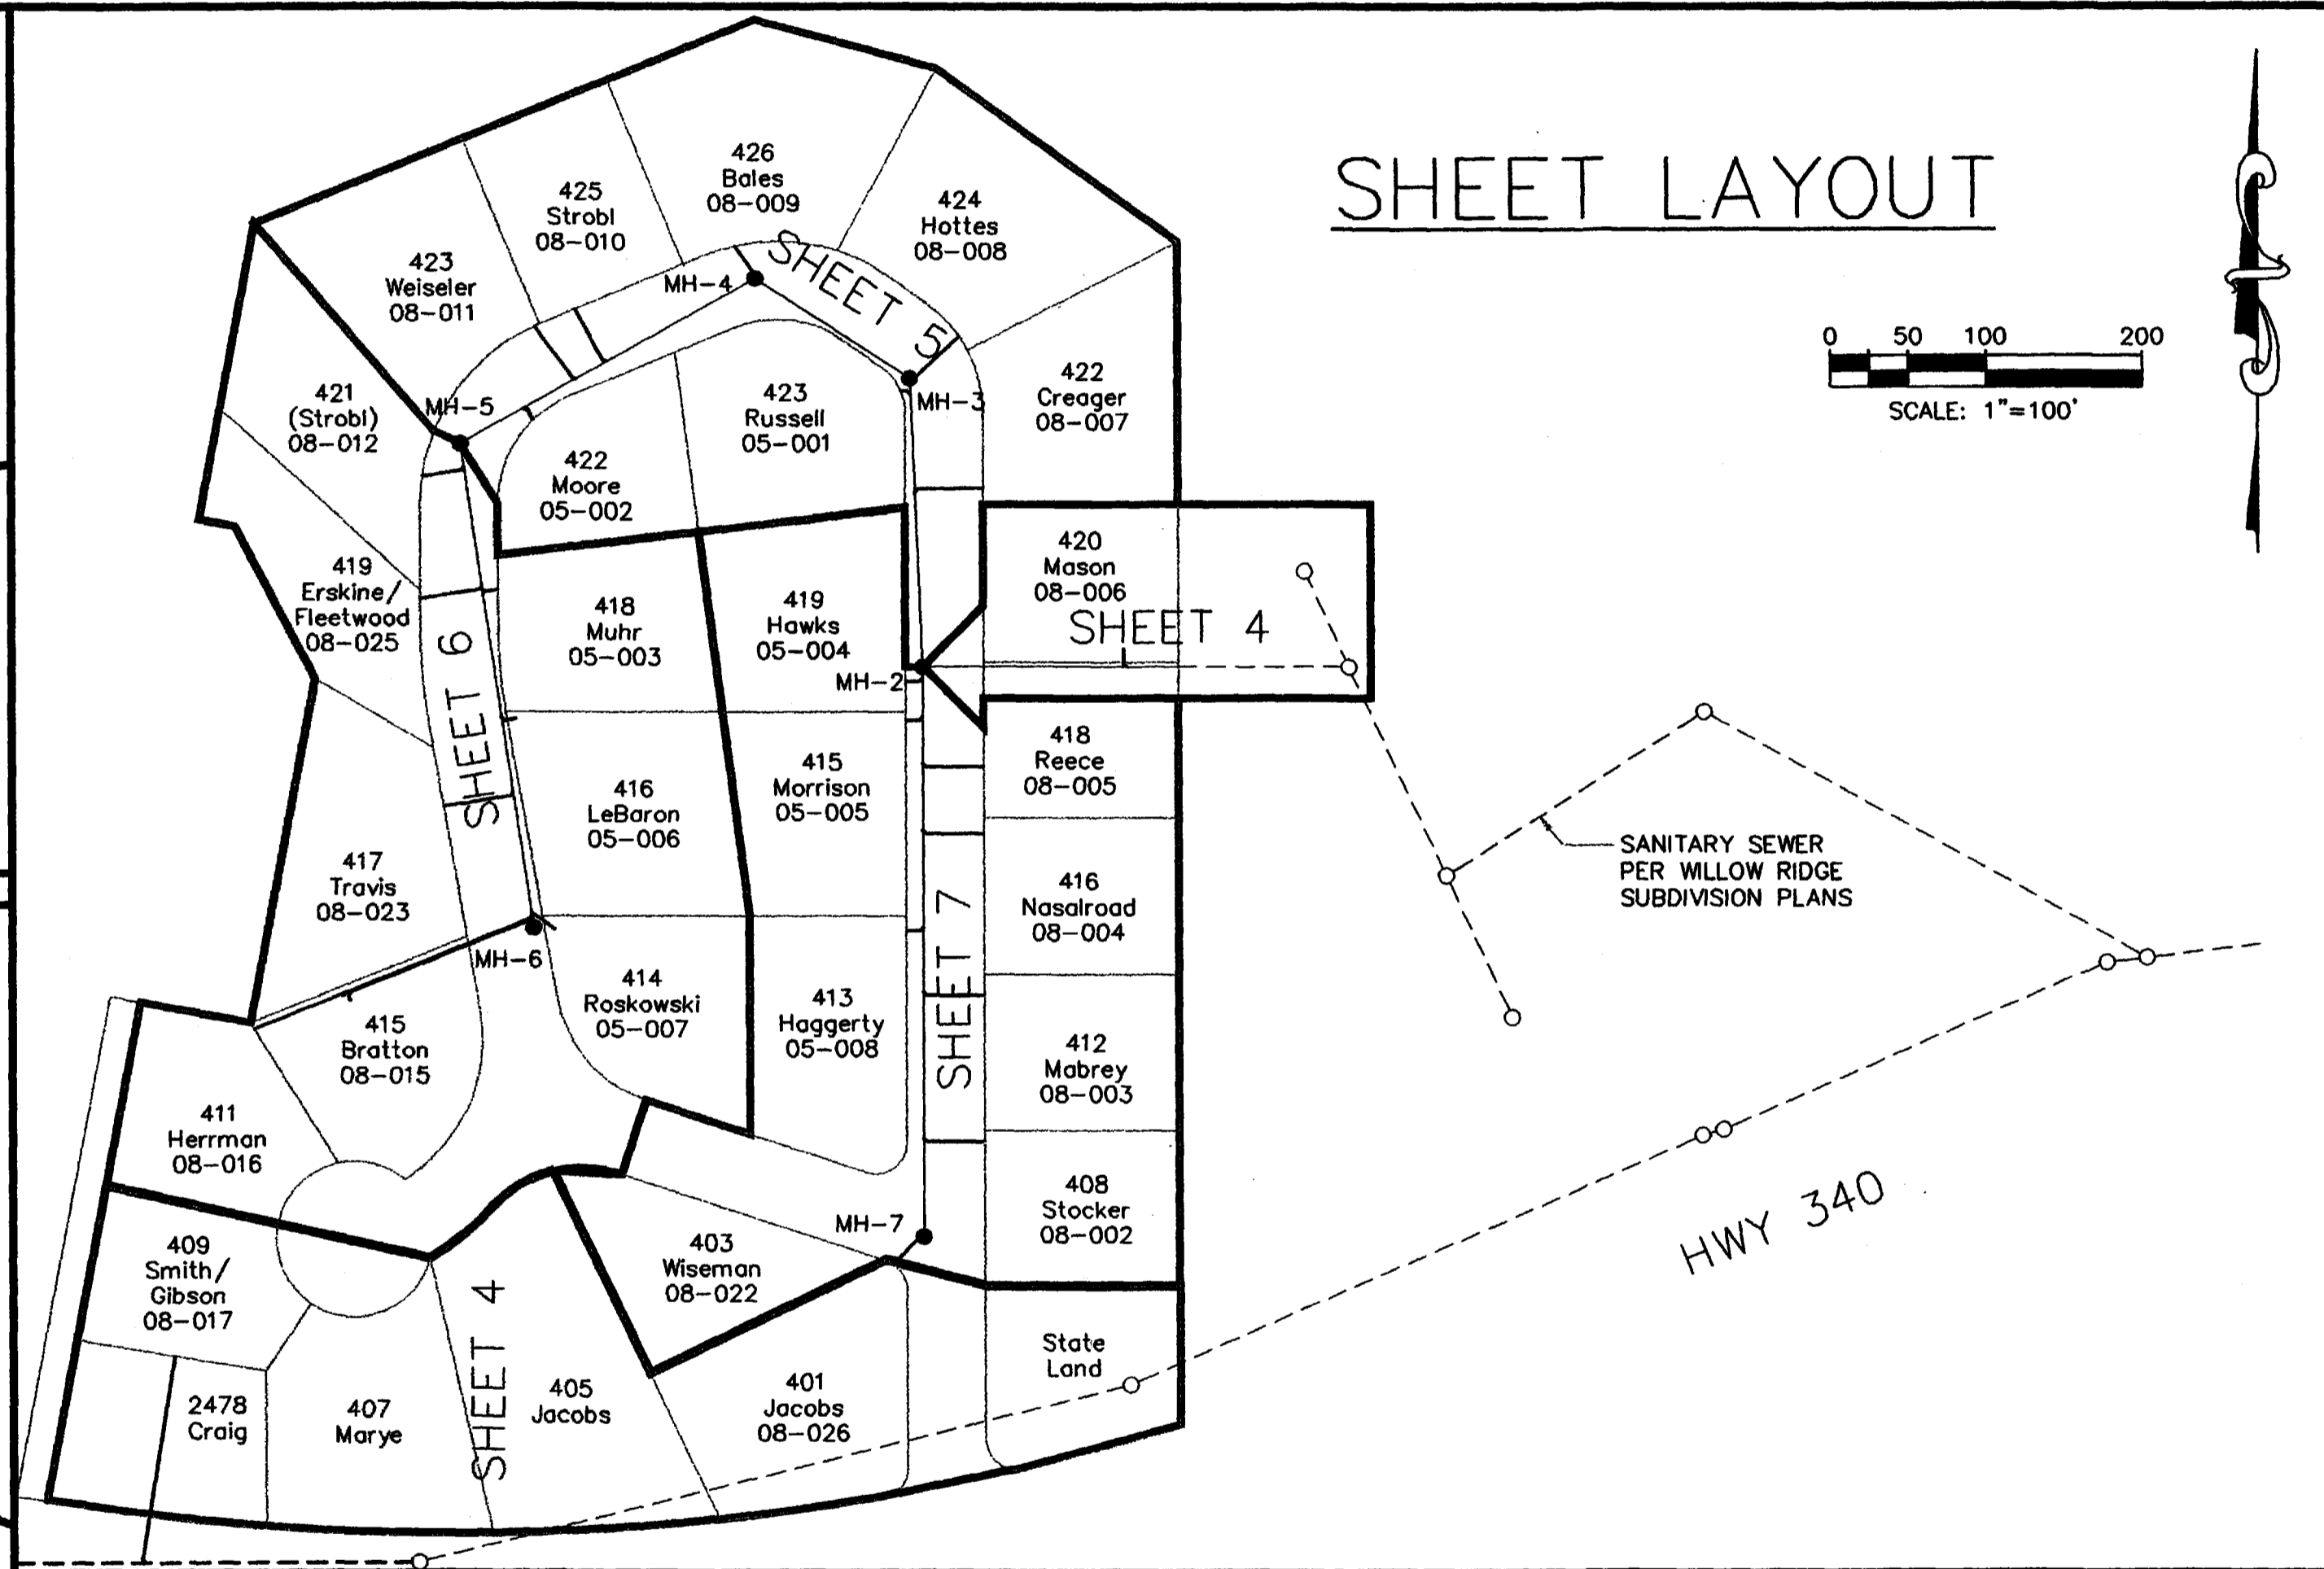 SHEET LAYOUT
0 50 100 200
SCALE: 1"=100'
426
Bales
08-009
425
Strobl
08-010
424
Hottes
08-008
423
Weiseler
08-011
SHEET 5
MH-4
MH-3
MH-5
421
(Strobl)
08-012
423
Russell
05-001
422
Creager
08-007
422
Moore
05-002
419
Erskine/
Fleetwood
08-025
SHEET 6
418
Muhr
05-003
419
Hawks
05-004
MH-2
420
Mason
08-006
SHEET 4
416
LeBaron
05-006
415
Morrison
05-005
418
Reece
08-005
SANITARY SEWER
PER WILLOW RIDGE
SUBDIVISION PLANS
417
Travis
08-023
MH-6
SHEET 7
416
Nasalroad
08-004
415
Bratton
08-015
414
Roskowski
05-007
413
Haggerty
05-008
412
Mabrey
08-003
411
Herrman
08-016
408
Stocker
08-002
HWY 340
MH-7
409
Smith/
Gibson
08-017
403
Wiseman
08-022
SHEET 4
State
Land
2478
Craig
407
Marye
405
Jacobs
401
Jacobs
08-026